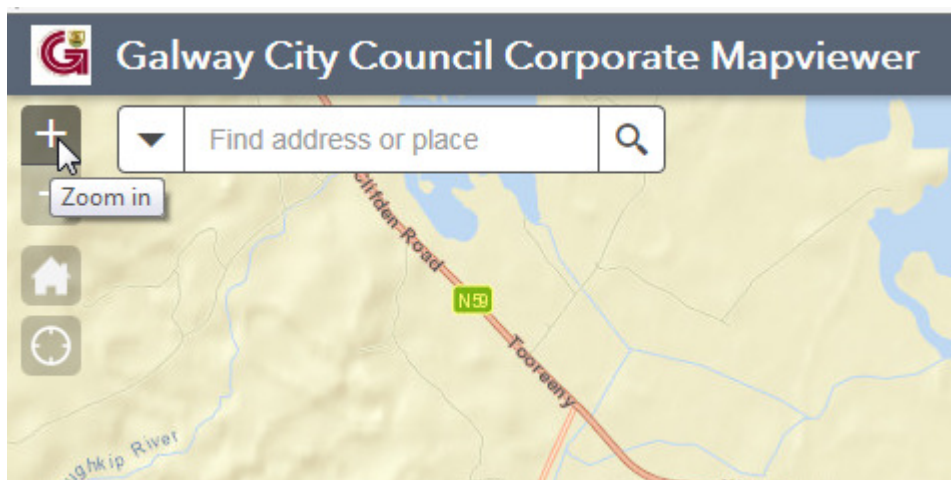 Galway City Council Corporate Mapviewer
+
Find address or place
Zoom in
Clifden Road
N59
Tooreeny
River